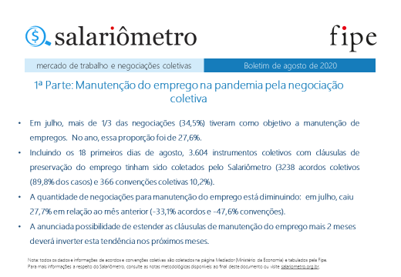 salariômetro
fipe
mercado de trabalho e negociações coletivas
Boletim de agosto de 2020
1ª Parte: Manutenção do emprego na pandemia pela negociação
coletiva
• Em julho, mais de 1/3 das negociações (34,5%) tiveram como objetivo a manutenção de
empregos. No ano, essa proporção foi de 27,6%.
• Incluindo os 18 primeiros dias de agosto, 3.604 instrumentos coletivos com cláusulas de
preservação do emprego tinham sido coletados pelo Salariômetro (3238 acordos coletivos
(89,8% dos casos) e 366 convenções coletivas 10,2%).
• A quantidade de negociações para manutenção do emprego está diminuindo: em julho, caiu
27,7% em relação ao mês anterior (-33,1% acordos e –47,6% convenções).
• A anunciada possibilidade de estender as cláusulas de manutenção do emprego mais 2 meses
deverá inverter esta tendência nos próximos meses.
Nota: todos os dados e informações de acordos e convenções coletivas são coletados na página Mediador (Ministério da Economia) e tabulados pela Fipe.
Para mais informações a respeito do Salariômetro, consulte as notas metodológicas disponíveis ao final deste documento ou visite salariometro.org.br